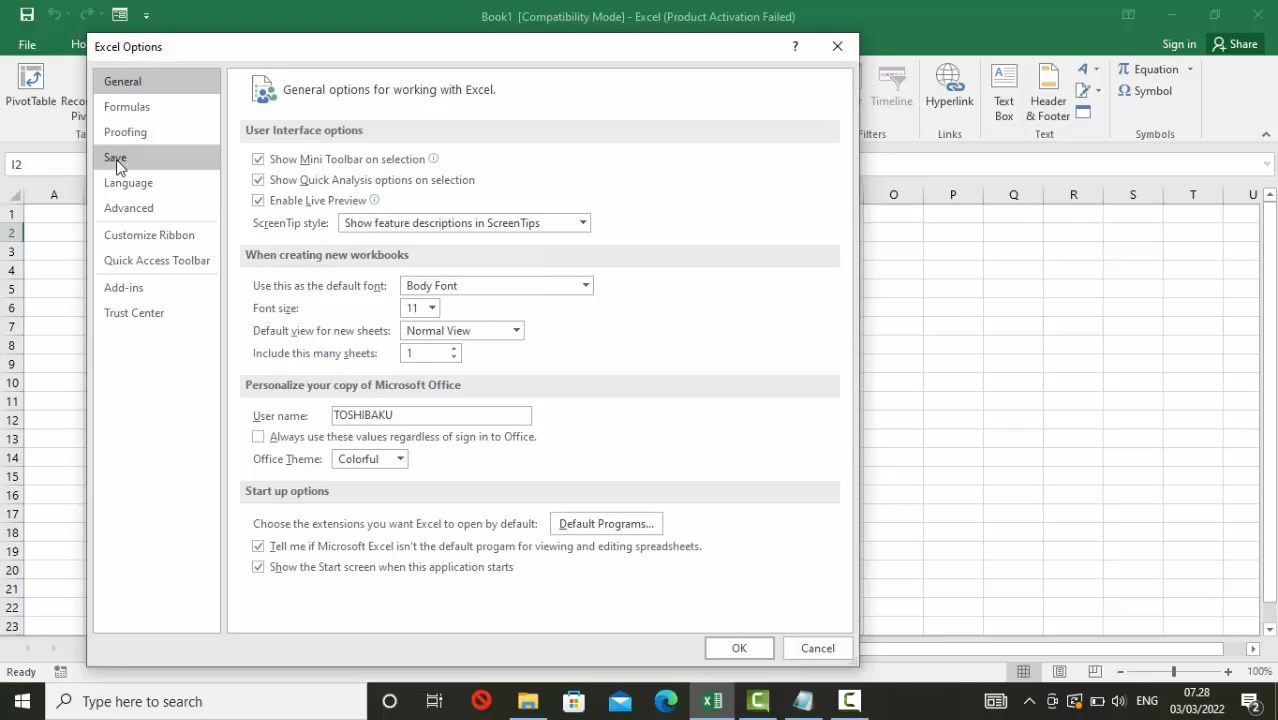 Book1 [Compatibility Mode] - Excel (Product Activation Failed)
File
Ho
Sign in
Share
Excel Options
?
PivotTable
Reco
Piv
Ta
General
Formulas
Proofing
Save
Language
Advanced
Customize Ribbon
Quick Access Toolbar
Add-ins
Trust Center
General options for working with Excel.
User Interface options
Show Mini Toolbar on selection
Show Quick Analysis options on selection
Enable Live Preview
ScreenTip style: Show feature descriptions in ScreenTips
When creating new workbooks
Use this as the default font: Body Font
Font size: 11
Default view for new sheets: Normal View
Include this many sheets: 1
Personalize your copy of Microsoft Office
User name: TOSHIBAKU
Always use these values regardless of sign in to Office.
Office Theme: Colorful
Start up options
Choose the extensions you want Excel to open by default: Default Programs...
Tell me if Microsoft Excel isn't the default progam for viewing and editing spreadsheets.
Show the Start screen when this application starts
OK
Cancel
Timeline
Hyperlink
Text
Box
Header
& Footer
Equation
Symbol
ilters
Links
Text
Symbols
I2
A
O
P
Q
R
S
T
U
1
2
3
4
5
6
7
8
9
10
11
12
13
14
15
16
17
18
19
20
21
22
23
Ready
100%
Type here to search
ENG
07.28
03/03/2022
2